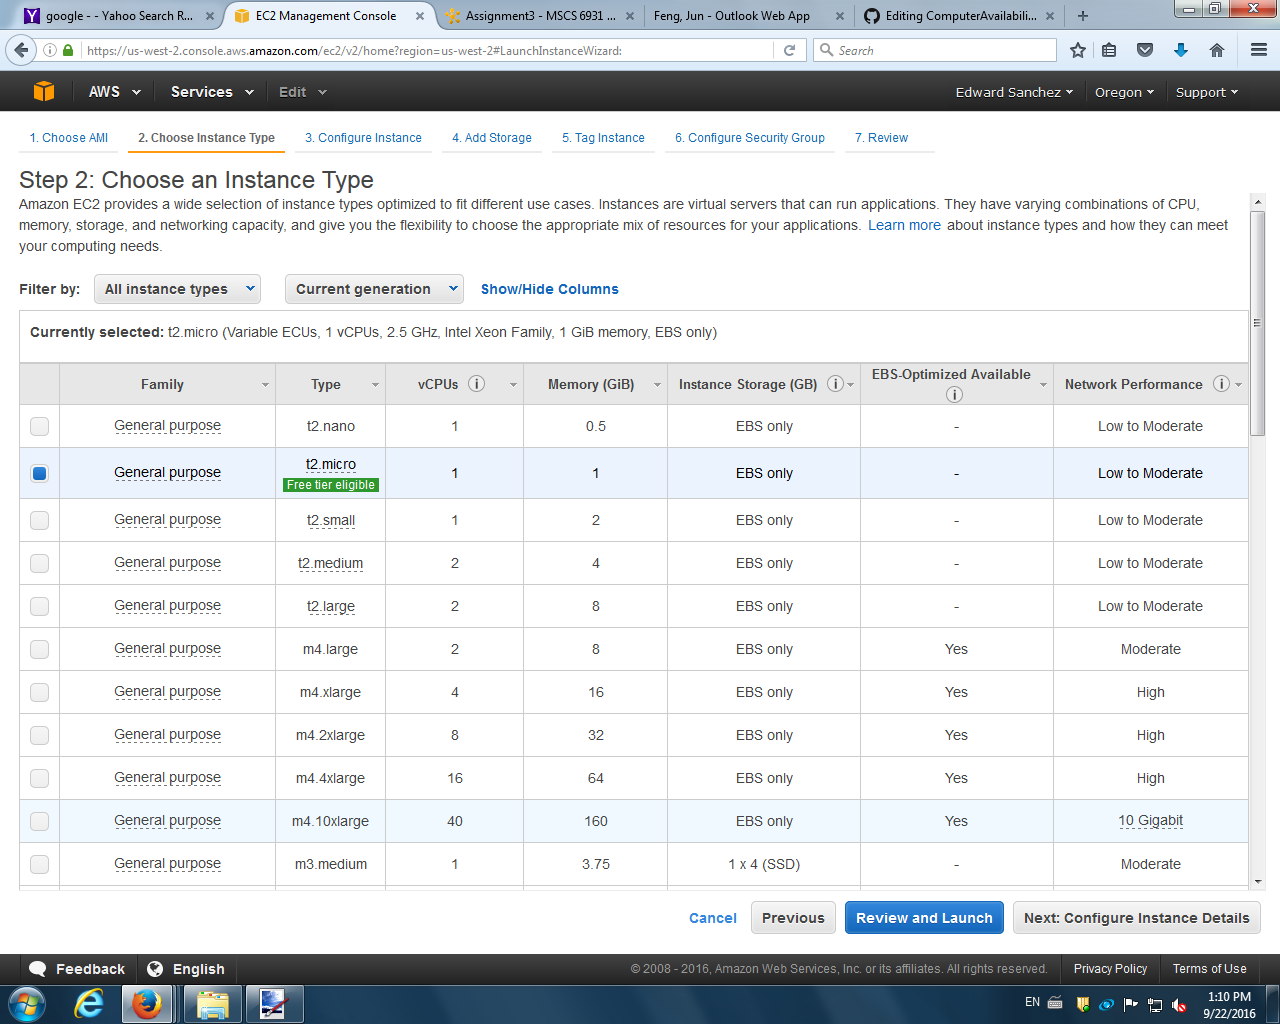 google - - Yahoo Search R...
EC2 Management Console
Assignment3 - MSCS 6931 ...
Feng, Jun - Outlook Web App
Editing ComputerAvailabili...
https://us-west-2.console.aws.amazon.com/ec2/v2/home?region=us-west-2#LaunchInstanceWizard:
Search
AWS Services Edit Edward Sanchez Oregon Support
1. Choose AMI 2. Choose Instance Type 3. Configure Instance 4. Add Storage 5. Tag Instance 6. Configure Security Group 7. Review
Step 2: Choose an Instance Type
Amazon EC2 provides a wide selection of instance types optimized to fit different use cases. Instances are virtual servers that can run applications. They have varying combinations of CPU,
memory, storage, and networking capacity, and give you the flexibility to choose the appropriate mix of resources for your applications. Learn more about instance types and how they can meet
your computing needs.
Filter by: All instance types Current generation Show/Hide Columns
Currently selected: t2.micro (Variable ECUs, 1 vCPUs, 2.5 GHz, Intel Xeon Family, 1 GiB memory, EBS only)
Family Type vCPUs Memory (GiB) Instance Storage (GB) EBS-Optimized Available Network Performance
General purpose t2.nano 1 0.5 EBS only - Low to Moderate
General purpose t2.micro 1 1 EBS only - Low to Moderate
Free tier eligible
General purpose t2.small 1 2 EBS only - Low to Moderate
General purpose t2.medium 2 4 EBS only - Low to Moderate
General purpose t2.large 2 8 EBS only - Low to Moderate
General purpose m4.large 2 8 EBS only Yes Moderate
General purpose m4.xlarge 4 16 EBS only Yes High
General purpose m4.2xlarge 8 32 EBS only Yes High
General purpose m4.4xlarge 16 64 EBS only Yes High
General purpose m4.10xlarge 40 160 EBS only Yes 10 Gigabit
General purpose m3.medium 1 3.75 1 x 4 (SSD) - Moderate
Cancel Previous Review and Launch Next: Configure Instance Details
Feedback English © 2008 - 2016, Amazon Web Services, Inc. or its affiliates. All rights reserved. Privacy Policy Terms of Use
EN 1:10 PM
9/22/2016